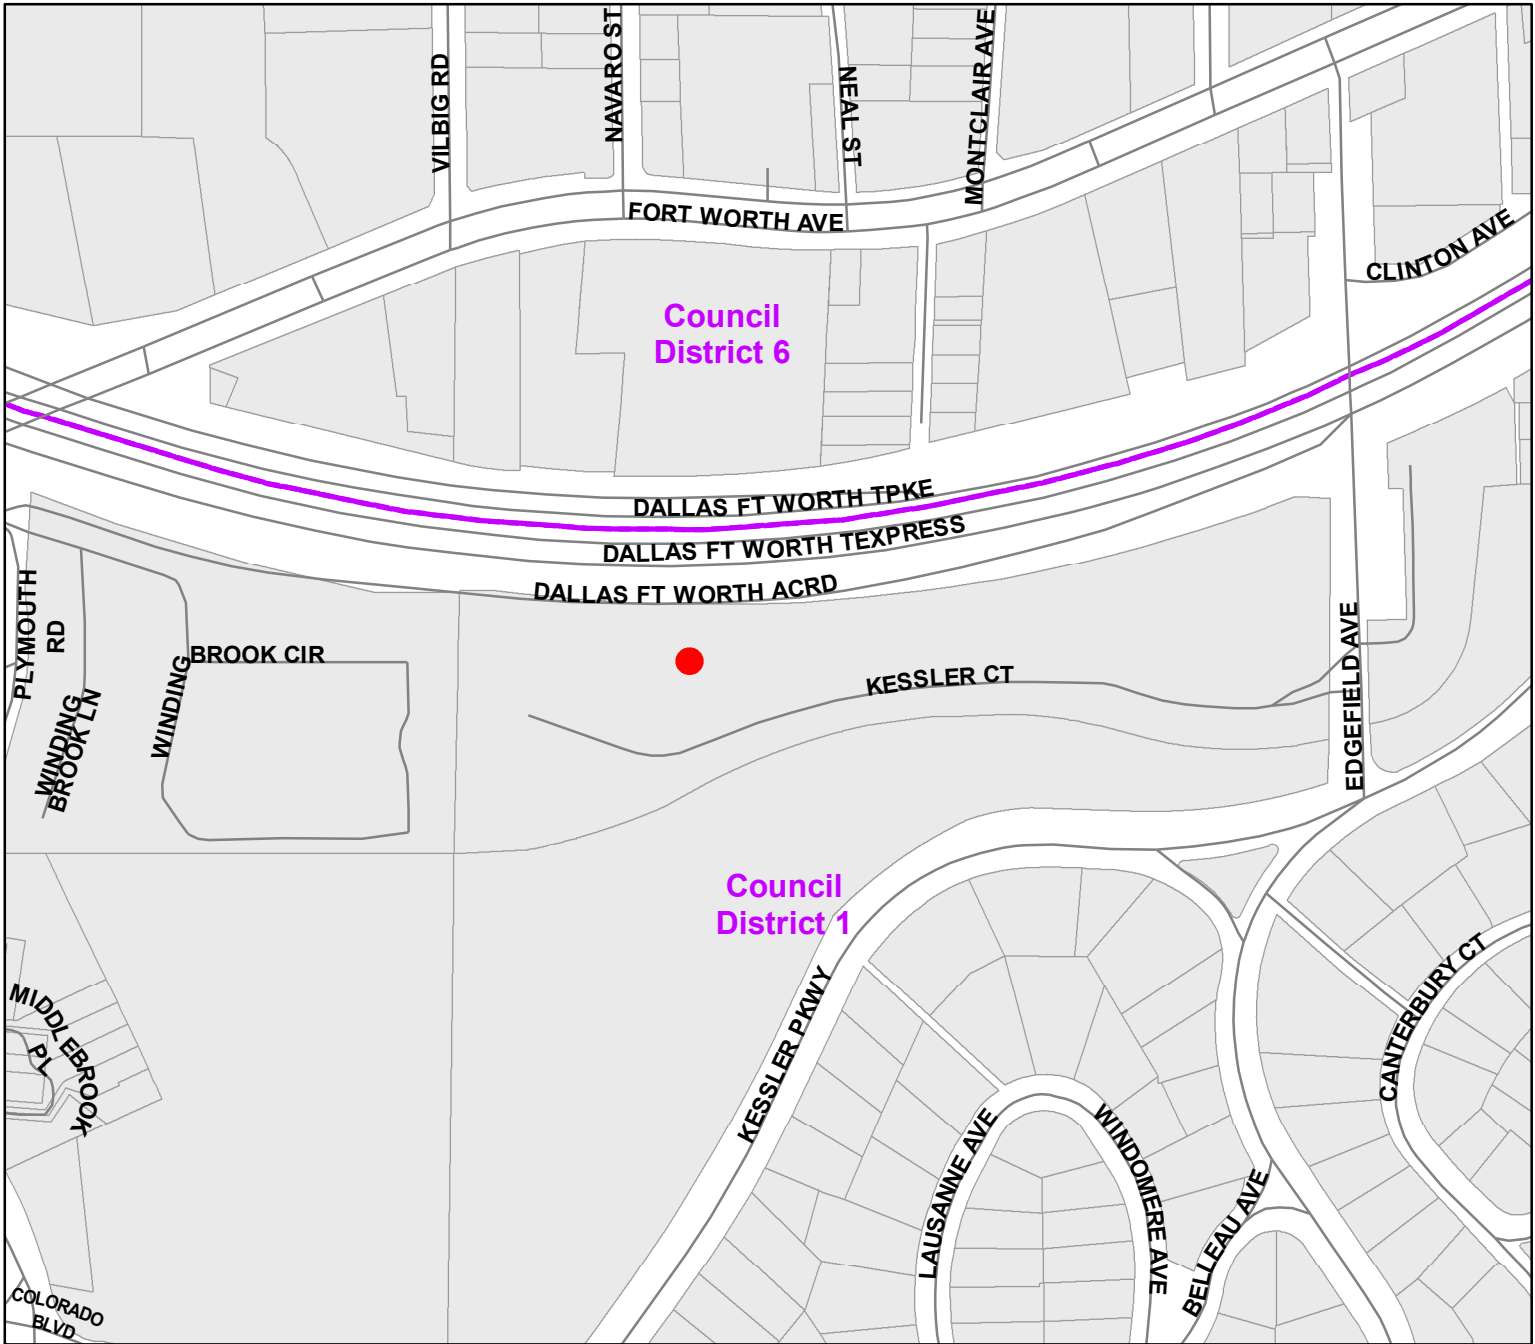 VILBIG RD
NAVARO ST
NEAL ST
MONTCLAIR AVE
FORT WORTH AVE
CLINTON AVE
Council
District 6
DALLAS FT WORTH TPKE
DALLAS FT WORTH TEXPRESS
DALLAS FT WORTH ACRD
PLYMOUTH
RD
WINDING
BROOK LN
WINDING
BROOK CIR
KESSLER CT
EDGEFIELD AVE
Council
District 1
MIDDLEBROOK
PL
KESSLER PKWY
CANTERBURY CT
LAUSANNE AVE
WINDOMERE AVE
BELLEAU AVE
COLORADO
BLVD